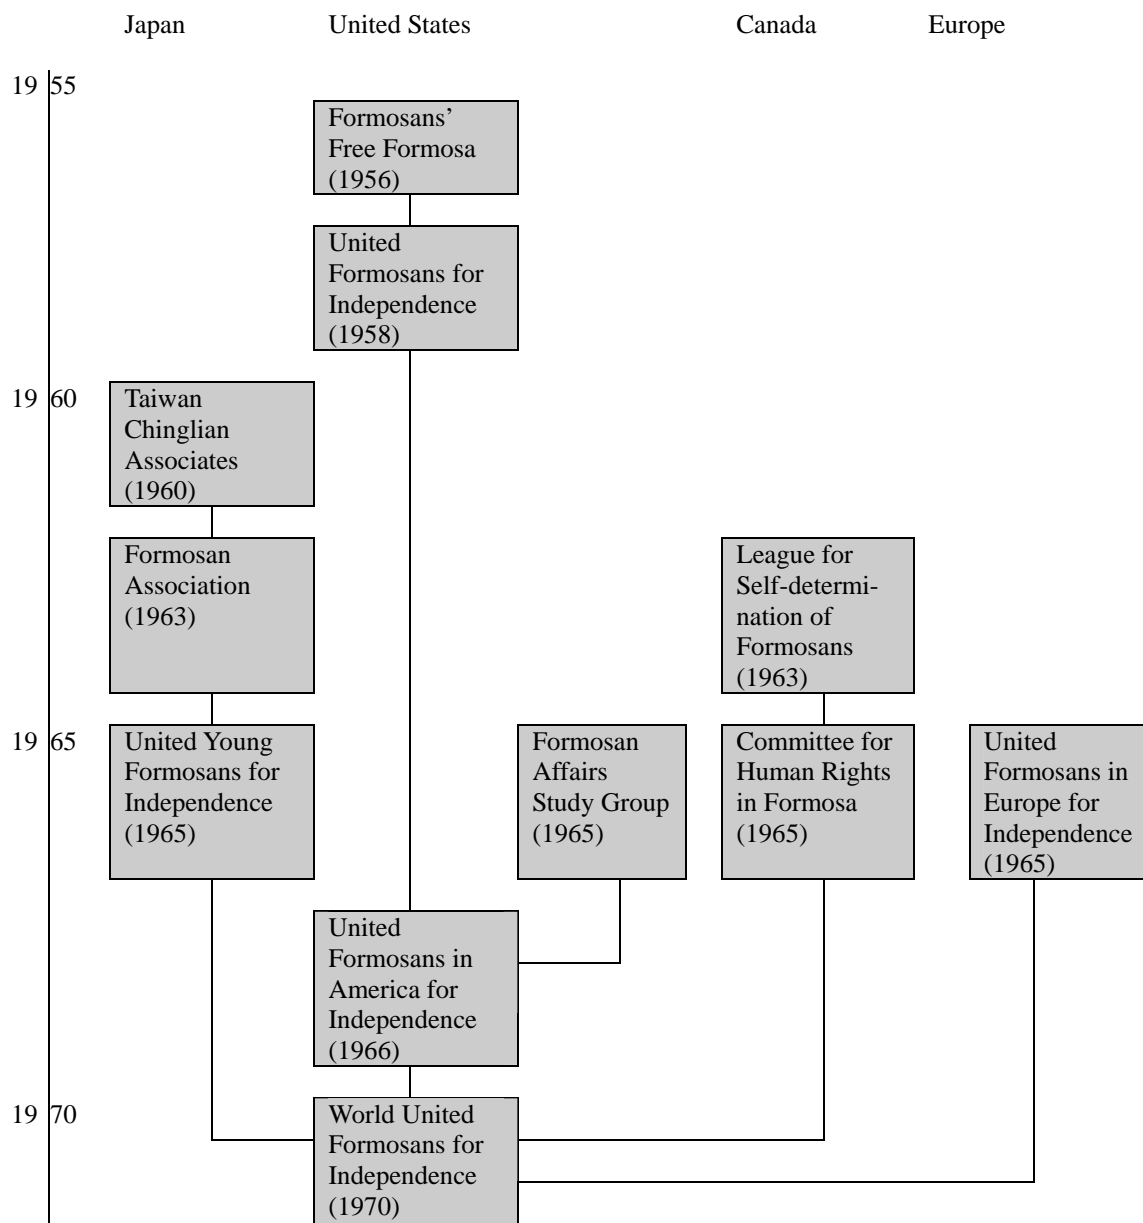 Japan United States Canada Europe
19 55
Formosans’
Free Formosa
(1956)
United
Formosans for
Independence
(1958)
19 60
Taiwan
Chinglian
Associates
(1960)
Formosan
Association
(1963)
League for
Self-determi-
nation of
Formosans
(1963)
19 65
United Young
Formosans for
Independence
(1965)
Formosan
Affairs
Study Group
(1965)
Committee for
Human Rights
in Formosa
(1965)
United
Formosans in
Europe for
Independence
(1965)
United
Formosans in
America for
Independence
(1966)
19 70
World United
Formosans for
Independence
(1970)